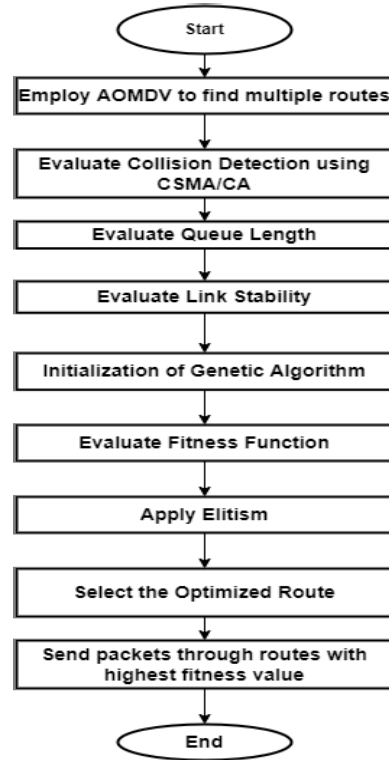 Start
Employ AOMDV to find multiple routes
Evaluate Collision Detection using
CSMA/CA
Evaluate Queue Length
Evaluate Link Stability
Initialization of Genetic Algorithm
Evaluate Fitness Function
Apply Elitism
Select the Optimized Route
Send packets through routes with
highest fitness value
End